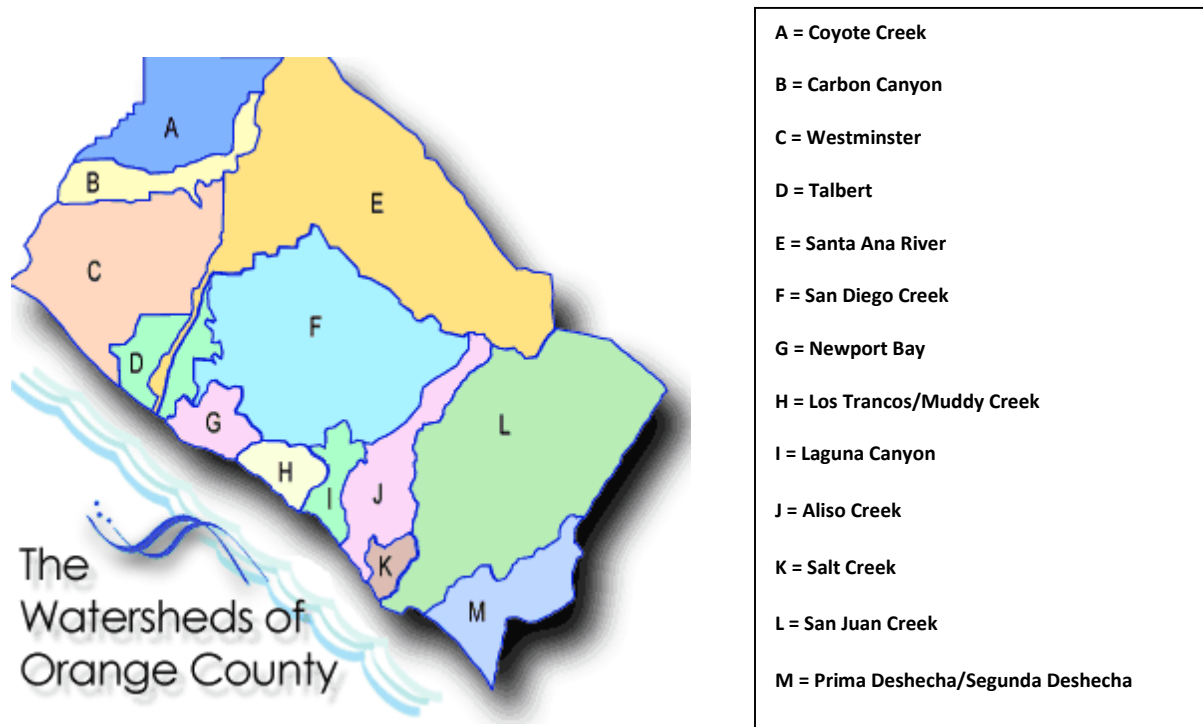 A
B
C
D
E
F
G
H
I
J
K
L
M
The
Watersheds of
Orange County
A = Coyote Creek
B = Carbon Canyon
C = Westminster
D = Talbert
E = Santa Ana River
F = San Diego Creek
G = Newport Bay
H = Los Trancos/Muddy Creek
I = Laguna Canyon
J = Aliso Creek
K = Salt Creek
L = San Juan Creek
M = Prima Deshecha/Segunda Deshecha